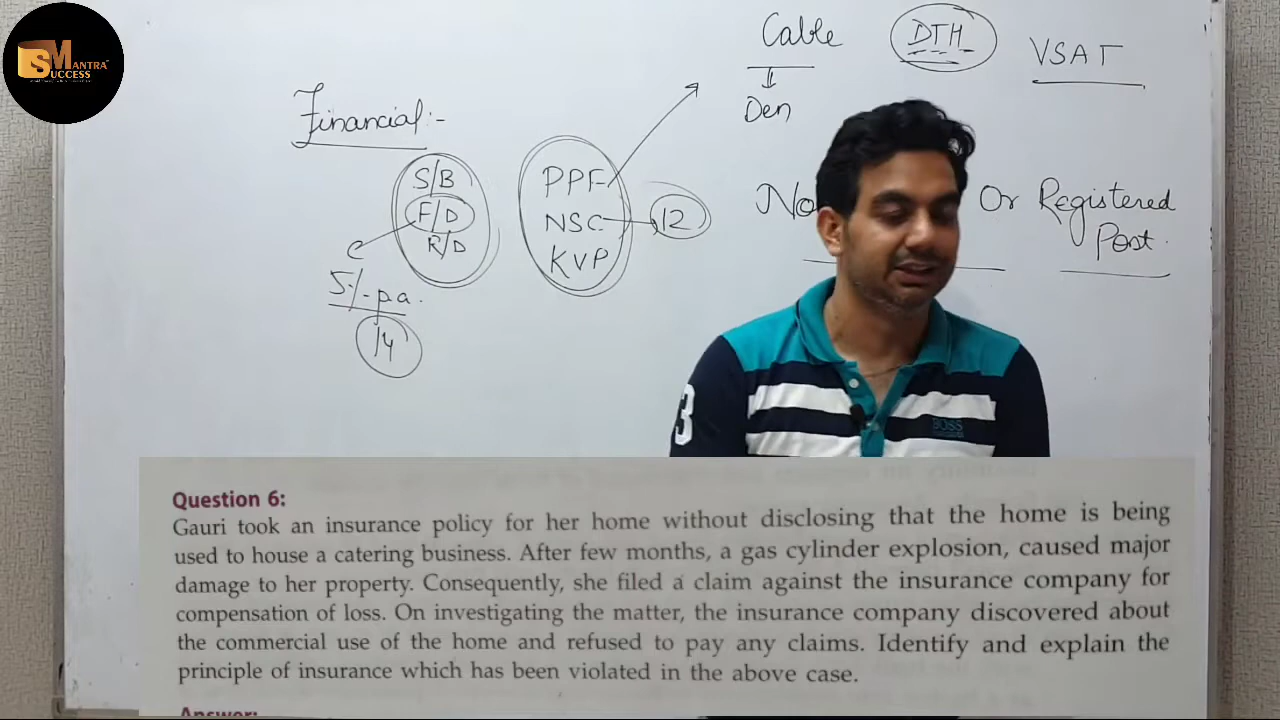 SMANTRA
SUCCESS
Cable
DTH
VSAT
Den
Financial:-
S/B
F/D
R/D
PPF
NSC
KVP
12
5% p.a.
14
Or Registered
Post.
3
BOSS
Question 6:
Gauri took an insurance policy for her home without disclosing that the home is being
used to house a catering business. After few months, a gas cylinder explosion, caused major
damage to her property. Consequently, she filed a claim against the insurance company for
compensation of loss. On investigating the matter, the insurance company discovered about
the commercial use of the home and refused to pay any claims. Identify and explain the
principle of insurance which has been violated in the above case.
Answer: